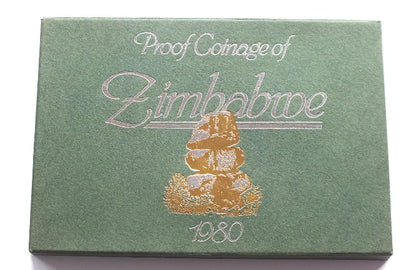 Proof Coinage of
Zimbabwe
1980